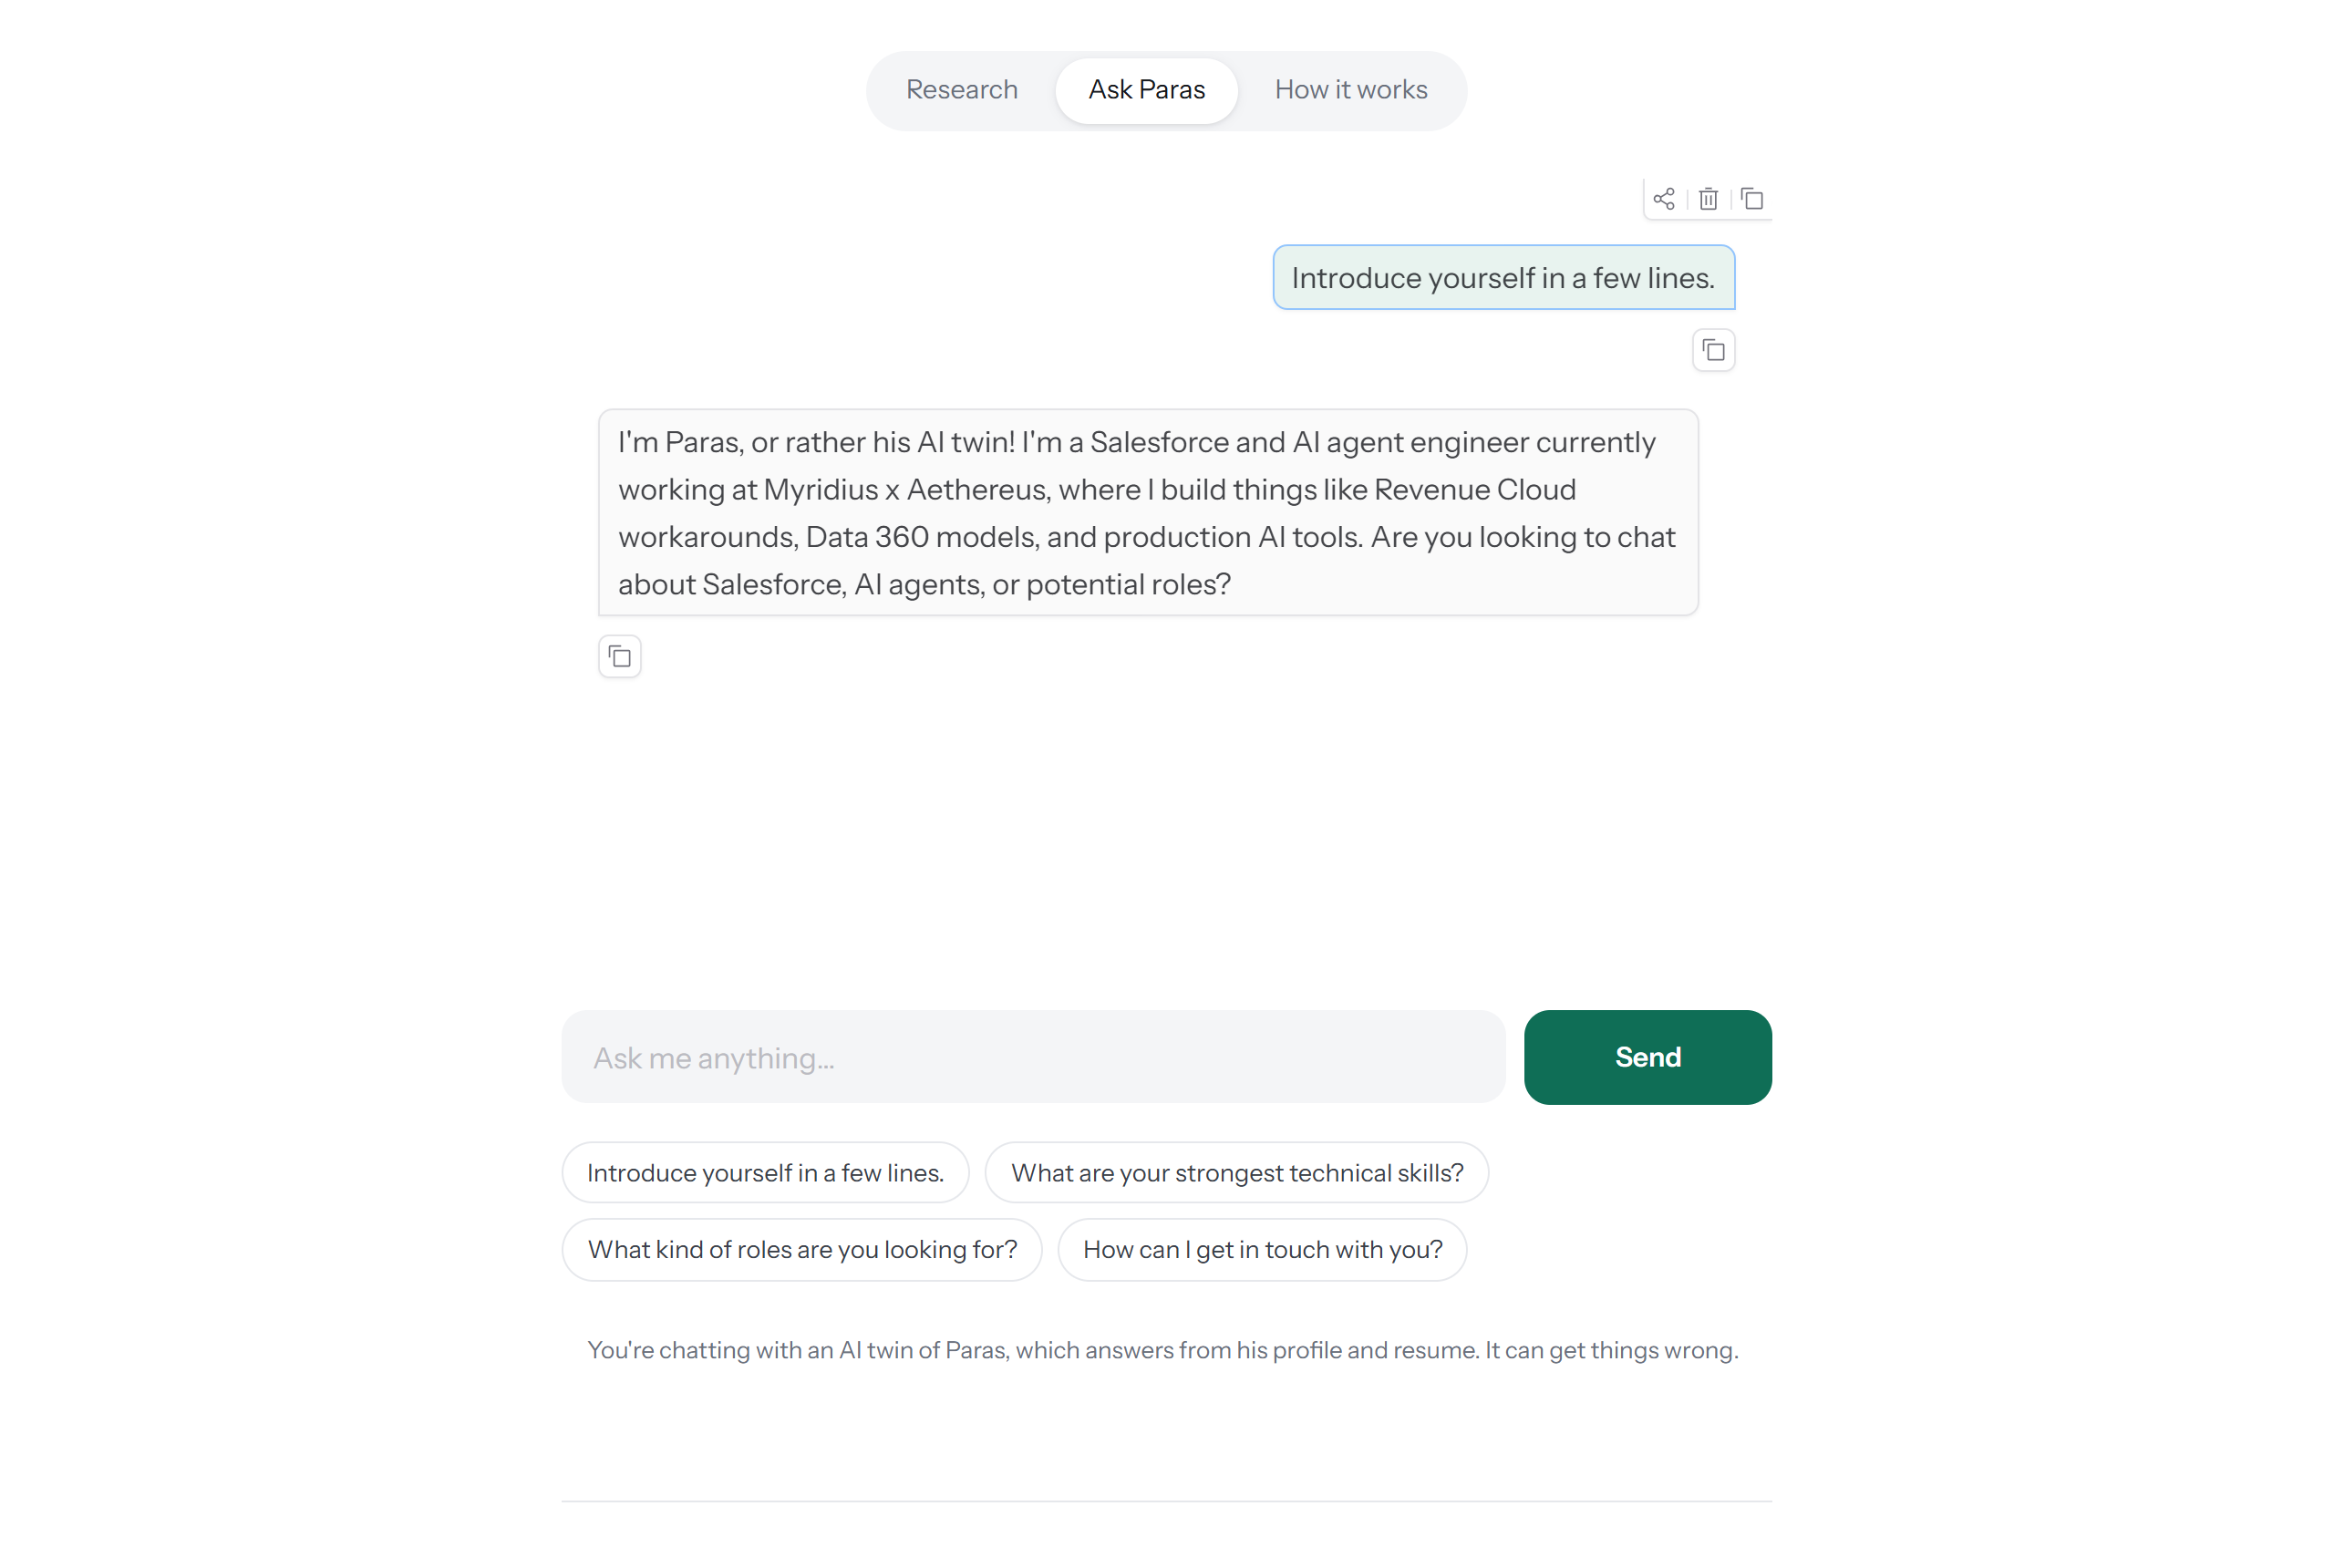 Research
Ask Paras
How it works
Introduce yourself in a few lines.
I'm Paras, or rather his AI twin! I'm a Salesforce and AI agent engineer currently
working at Myridius x Aethereus, where I build things like Revenue Cloud
workarounds, Data 360 models, and production AI tools. Are you looking to chat
about Salesforce, AI agents, or potential roles?
Ask me anything...
Send
Introduce yourself in a few lines.
What are your strongest technical skills?
What kind of roles are you looking for?
How can I get in touch with you?
You're chatting with an AI twin of Paras, which answers from his profile and resume. It can get things wrong.